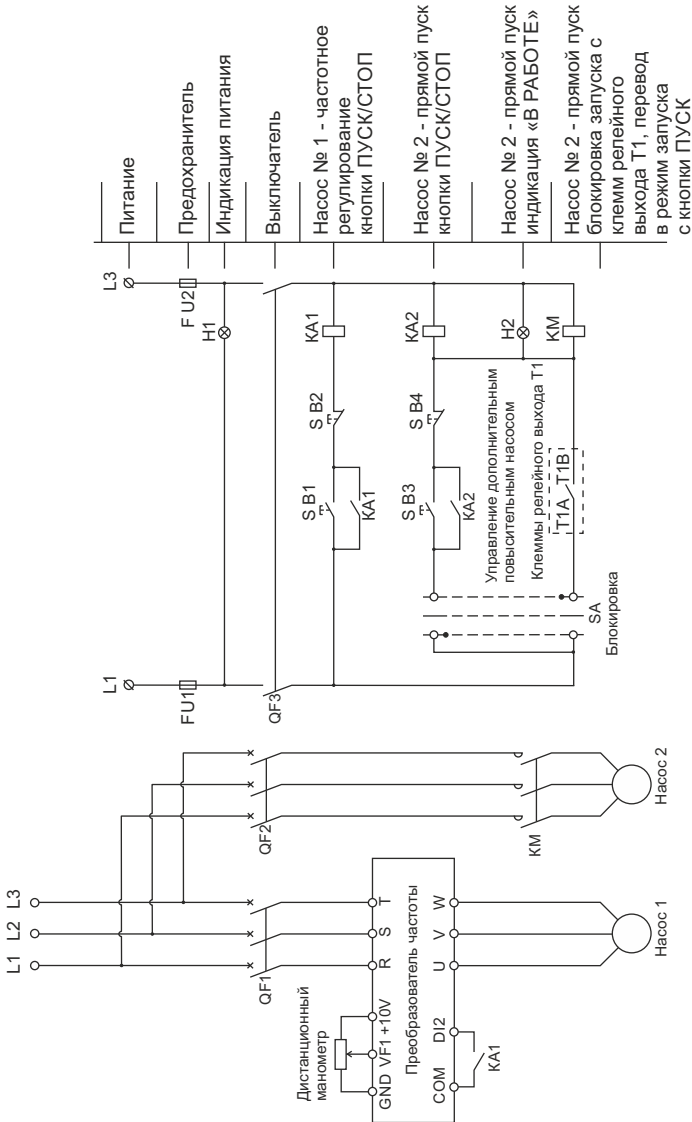 L1
L2
L3
QF1
QF2
Дистанционный
манометр
GND
VF1
+10V
R
S
T
Преобразователь частоты
COM
DI2
U
V
W
KA1
KM
Насос 1
Насос 2
L1
L3
FU1
F U2
H1
QF3
S B1
S B2
KA1
KA1
S B3
S B4
KA2
KA2
H2
KM
Управление дополнительным
повысительным насосом
Клеммы релейного выхода Т1
T1A
T1B
SA
Блокировка
Питание
Предохранитель
Индикация питания
Выключатель
Насос № 1 - частотное
регулирование
кнопки ПУСК/СТОП
Насос № 2 - прямой пуск
кнопки ПУСК/СТОП
Насос № 2 - прямой пуск
индикация «В РАБОТЕ»
Насос № 2 - прямой пуск
блокировка запуска с
клемм релейного
выхода Т1, перевод
в режим запуска
с кнопки ПУСК